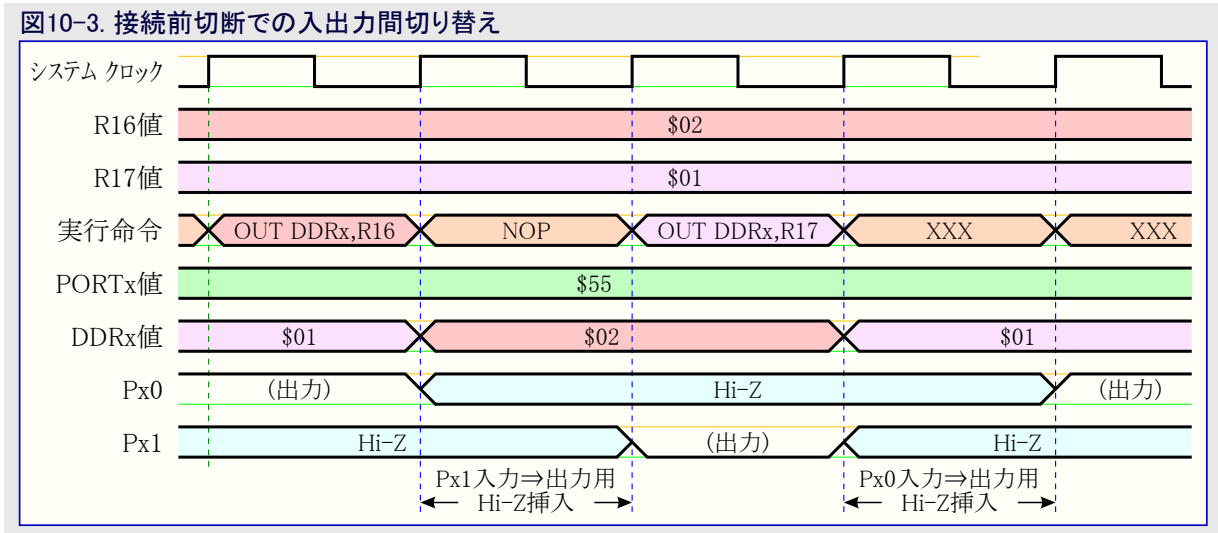 図10-3. 接続前切断での入出力間切り替え
システム クロック
R16値 $02
R17値 $01
実行命令 OUT DDRx,R16 NOP OUT DDRx,R17 XXX XXX
PORTx値 $55
DDRx値 $01 $02 $01
Px0 (出力) Hi-Z (出力)
Px1 Hi-Z (出力) Hi-Z
Px1入力⇒出力用 Px0入力⇒出力用
Hi-Z挿入 Hi-Z挿入